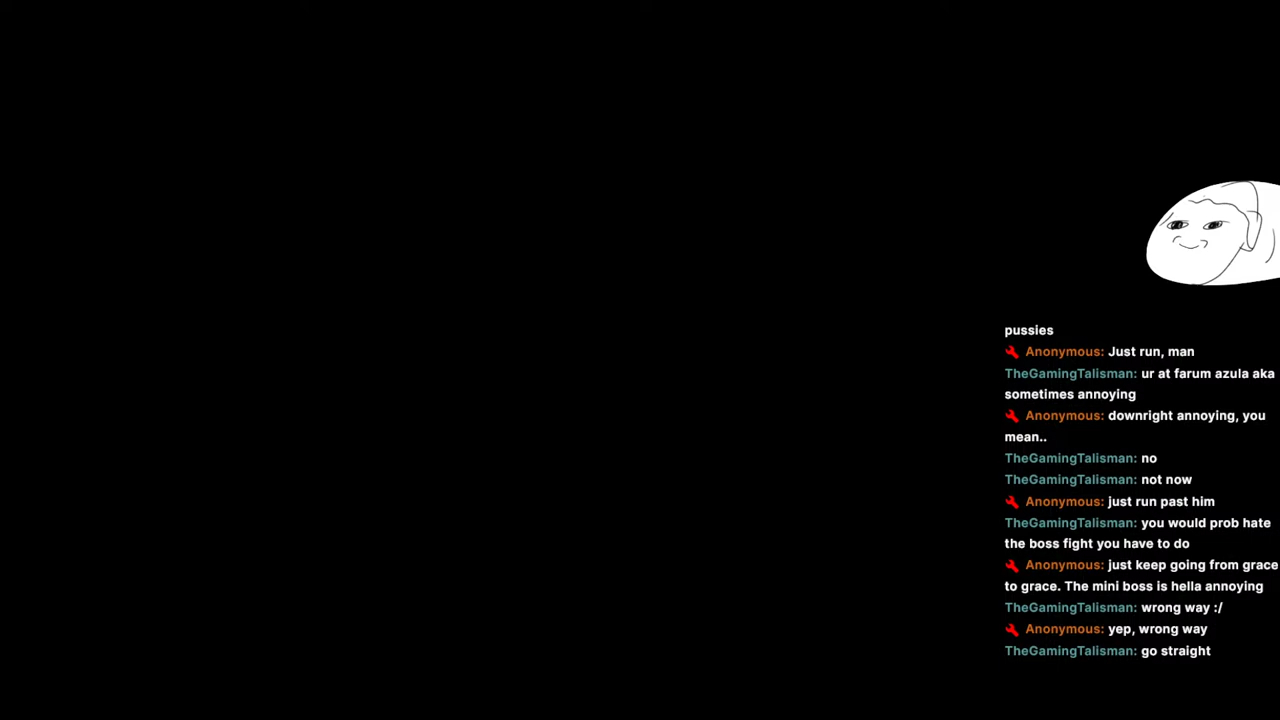 pussies
Anonymous: Just run, man
TheGamingTalisman: ur at farum azula aka
sometimes annoying
Anonymous: downright annoying, you
mean..
TheGamingTalisman: no
TheGamingTalisman: not now
Anonymous: just run past him
TheGamingTalisman: you would prob hate
the boss fight you have to do
Anonymous: just keep going from grace
to grace. The mini boss is hella annoying
TheGamingTalisman: wrong way :/
Anonymous: yep, wrong way
TheGamingTalisman: go straight